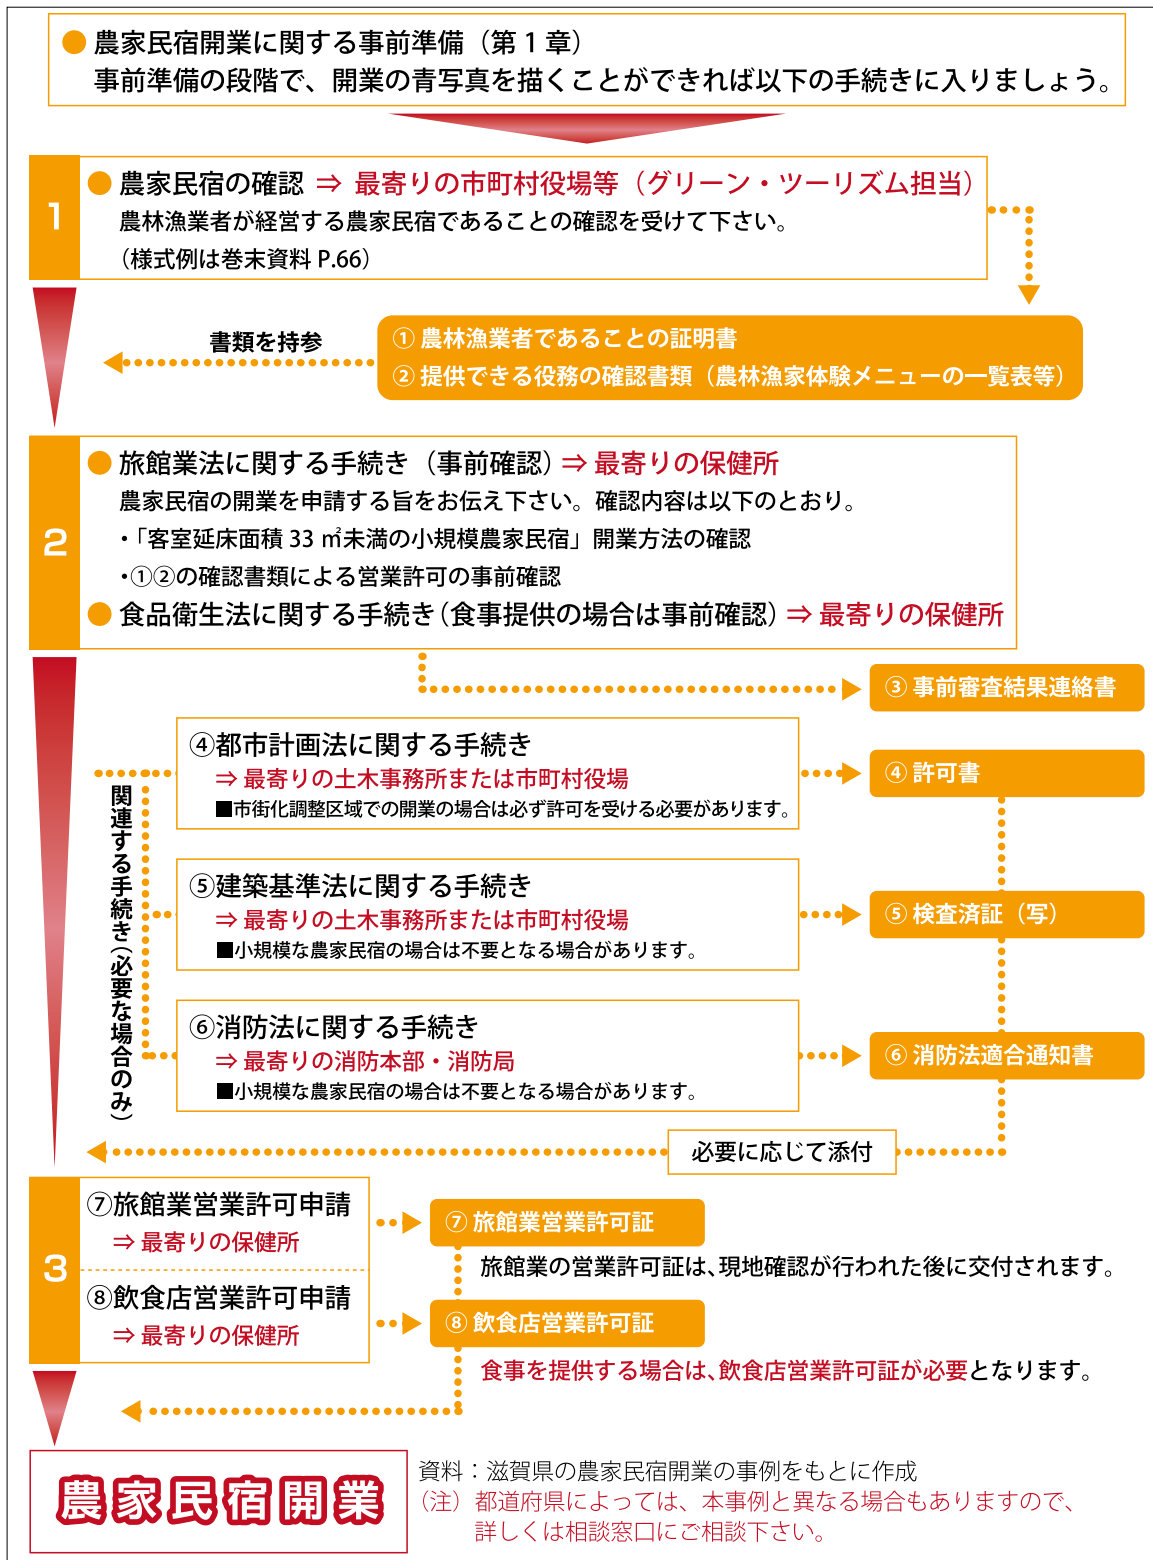 ● 農家民宿開業に関する事前準備（第1章）
事前準備の段階で、開業の青写真を描くことができれば以下の手続きに入りましょう。
1
● 農家民宿の確認 ⇒ 最寄りの市町村役場等（グリーン・ツーリズム担当）
農林漁業者が経営する農家民宿であることの確認を受けて下さい。
（様式例は巻末資料 P.66）
書類を持参
① 農林漁業者であることの証明書
② 提供できる役務の確認書類（農林漁家体験メニューの一覧表等）
2
● 旅館業法に関する手続き（事前確認）⇒ 最寄りの保健所
農家民宿の開業を申請する旨をお伝え下さい。確認内容は以下のとおり。
・「客室延床面積 33 ㎡未満の小規模農家民宿」開業方法の確認
・①②の確認書類による営業許可の事前確認
● 食品衛生法に関する手続き（食事提供の場合は事前確認）⇒ 最寄りの保健所
③ 事前審査結果連絡書
関連する手続き（必要な場合のみ）
④都市計画法に関する手続き
⇒ 最寄りの土木事務所または市町村役場
■市街化調整区域での開業の場合は必ず許可を受ける必要があります。
④ 許可書
⑤建築基準法に関する手続き
⇒ 最寄りの土木事務所または市町村役場
■小規模な農家民宿の場合は不要となる場合があります。
⑤ 検査済証（写）
⑥消防法に関する手続き
⇒ 最寄りの消防本部・消防局
■小規模な農家民宿の場合は不要となる場合があります。
⑥ 消防法適合通知書
必要に応じて添付
3
⑦旅館業営業許可申請
⇒ 最寄りの保健所
⑦ 旅館業営業許可証
旅館業の営業許可証は、現地確認が行われた後に交付されます。
⑧飲食店営業許可申請
⇒ 最寄りの保健所
⑧ 飲食店営業許可証
食事を提供する場合は、飲食店営業許可証が必要となります。
農家民宿開業
資料：滋賀県の農家民宿開業の事例をもとに作成
（注）都道府県によっては、本事例と異なる場合もありますので、
詳しくは相談窓口にご相談下さい。